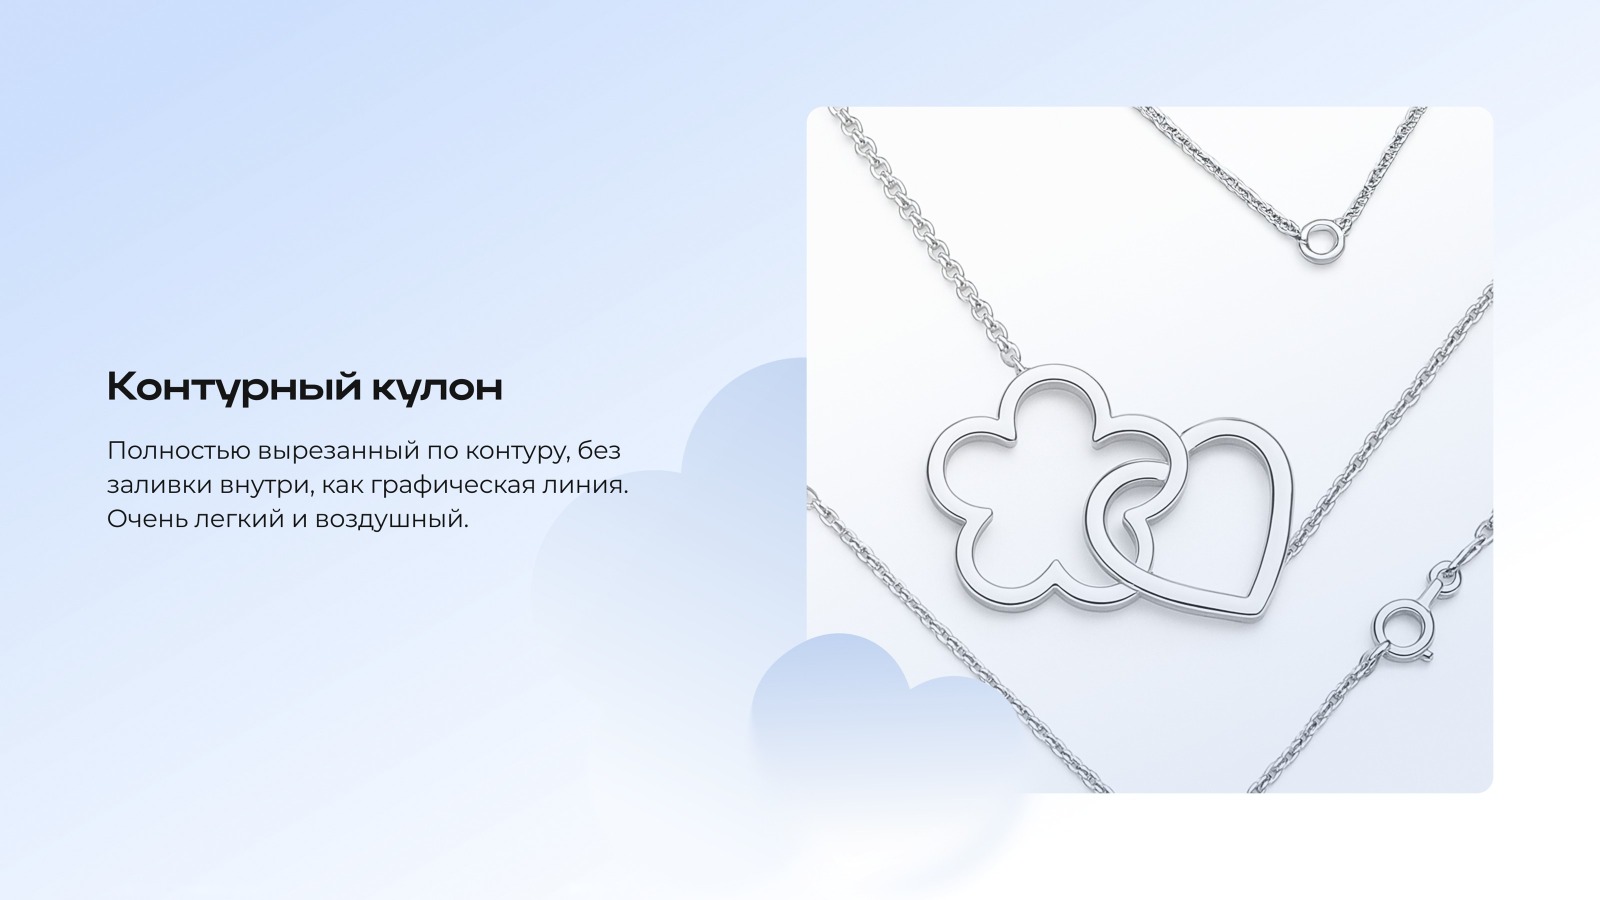 Контурный кулон
Полностью вырезанный по контуру, без
заливки внутри, как графическая линия.
Очень легкий и воздушный.